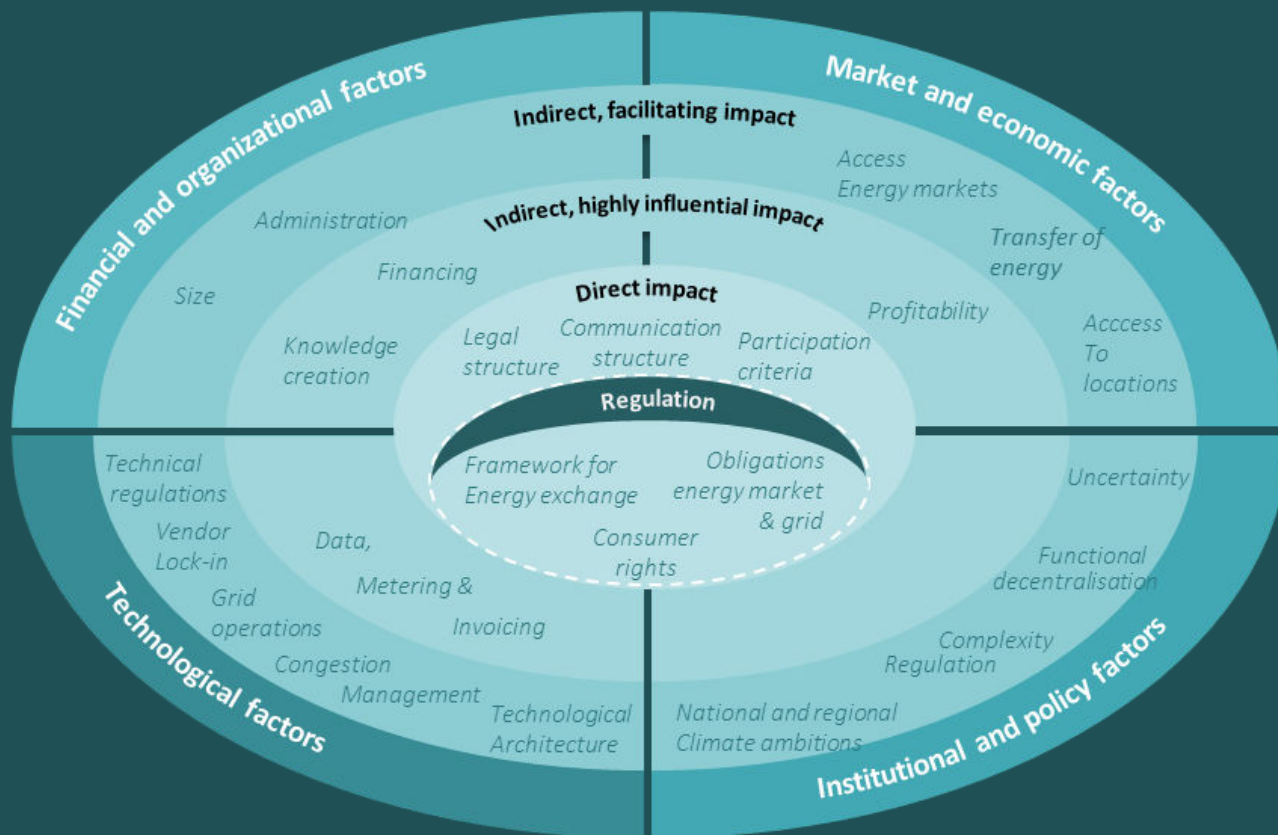 Financial and organizational factors
Market and economic factors
Indirect, facilitating impact
Access
Energy markets
Administration
Indirect, highly influential impact
Transfer of
energy
Financing
Size
Direct impact
Profitability
Acccess
To
locations
Knowledge
creation
Legal
structure
Communication
structure
Participation
criteria
Regulation
Framework for
Energy exchange
Obligations
energy market
& grid
Consumer
rights
Technical
regulations
Vendor
Lock-in
Grid
operations
Congestion
Management
Technological
Architecture
Data,
Metering &
Invoicing
Uncertainty
Functional
decentralisation
Complexity
Regulation
National and regional
Climate ambitions
Technological factors
Institutional and policy factors